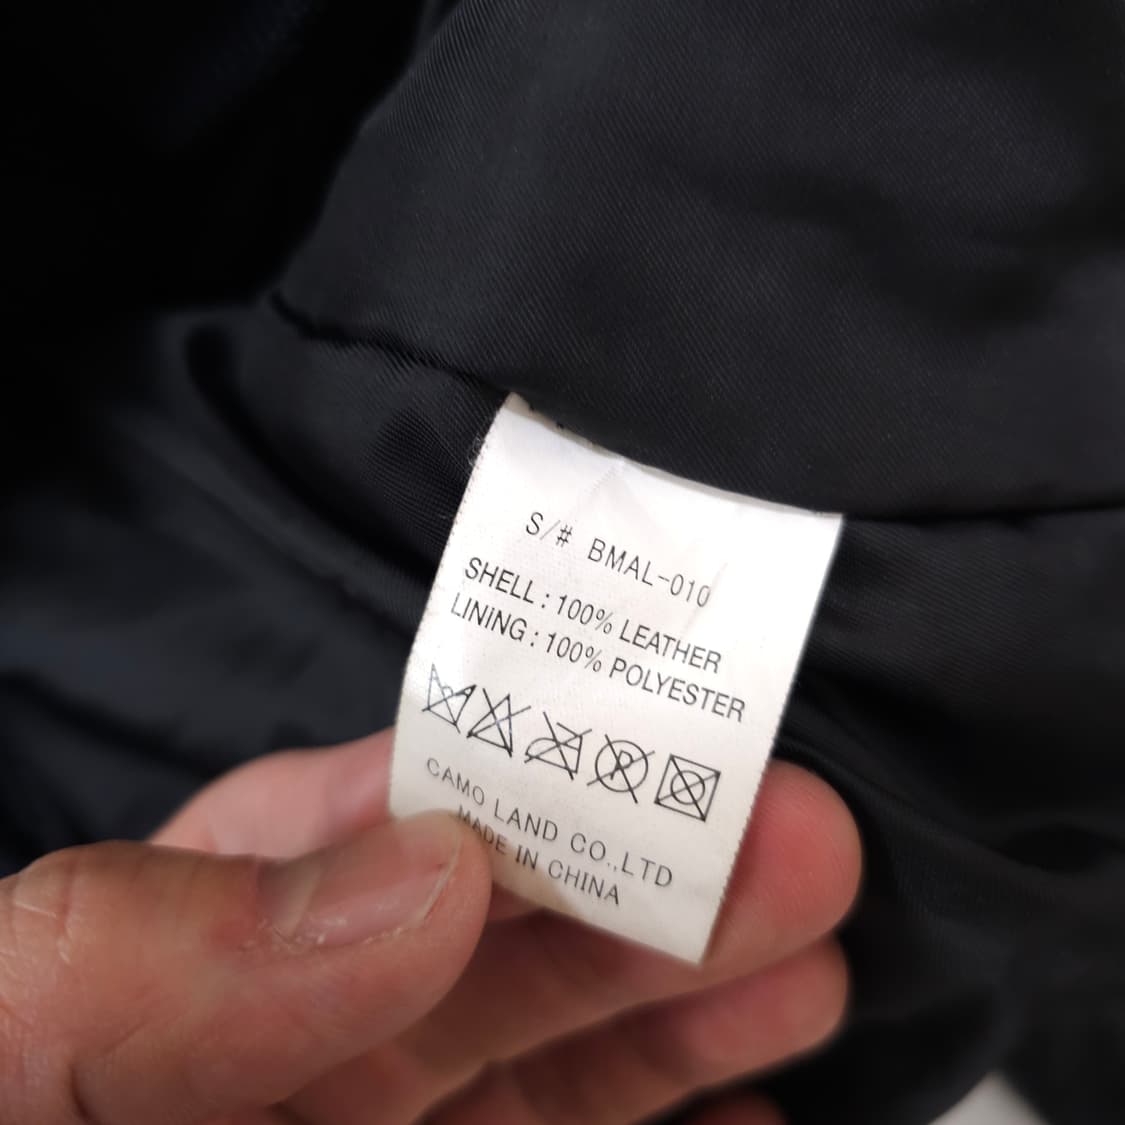 S/# BMAL-010
SHELL : 100% LEATHER
LINING : 100% POLYESTER
P
CAMO LAND CO.,LTD
MADE IN CHINA